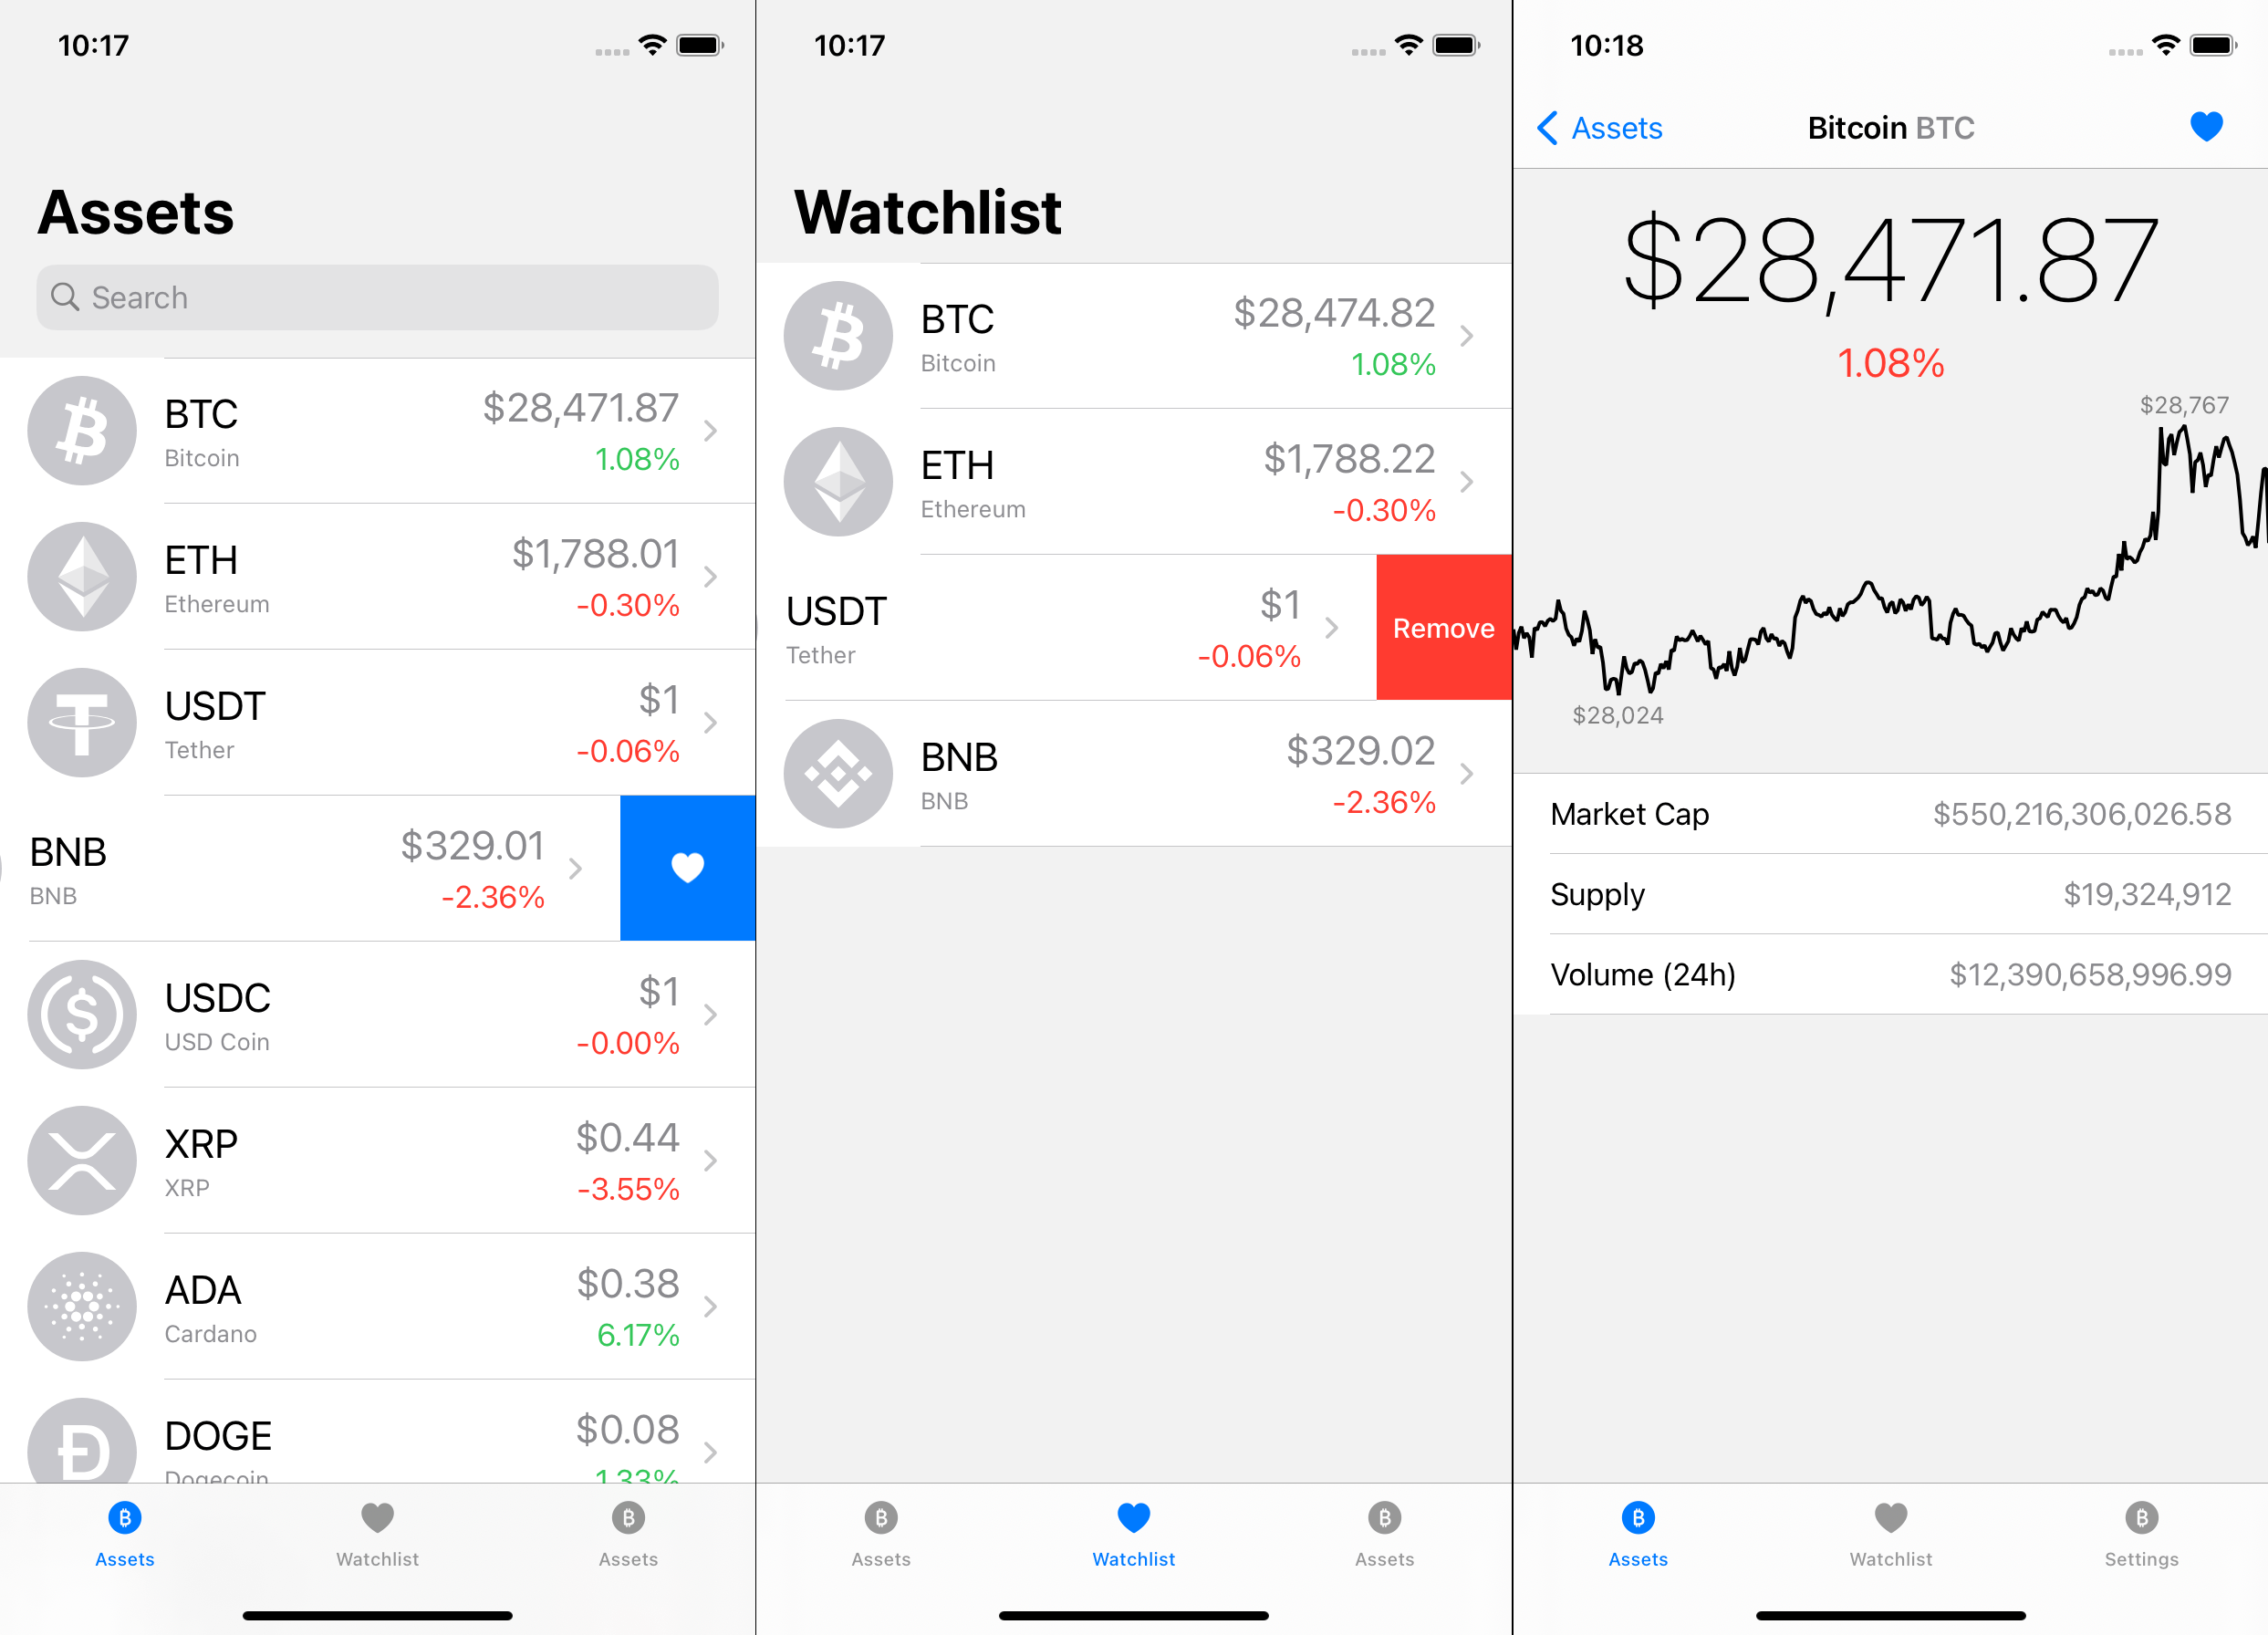 10:17
Assets
Search
BTC $28,471.87
Bitcoin 1.08%
ETH $1,788.01
Ethereum -0.30%
USDT $1
Tether -0.06%
BNB $329.01
BNB -2.36%
USDC $1
USD Coin -0.00%
XRP $0.44
XRP -3.55%
ADA $0.38
Cardano 6.17%
DOGE $0.08
Dogecoin 1.33%
Assets Watchlist Assets
10:17
Watchlist
BTC $28,474.82
Bitcoin 1.08%
ETH $1,788.22
Ethereum -0.30%
USDT $1
Tether -0.06%
Remove
BNB $329.02
BNB -2.36%
Assets Watchlist Assets
10:18
Assets Bitcoin BTC
$28,471.87
1.08%
$28,767
$28,024
Market Cap $550,216,306,026.58
Supply $19,324,912
Volume (24h) $12,390,658,996.99
Assets Watchlist Settings